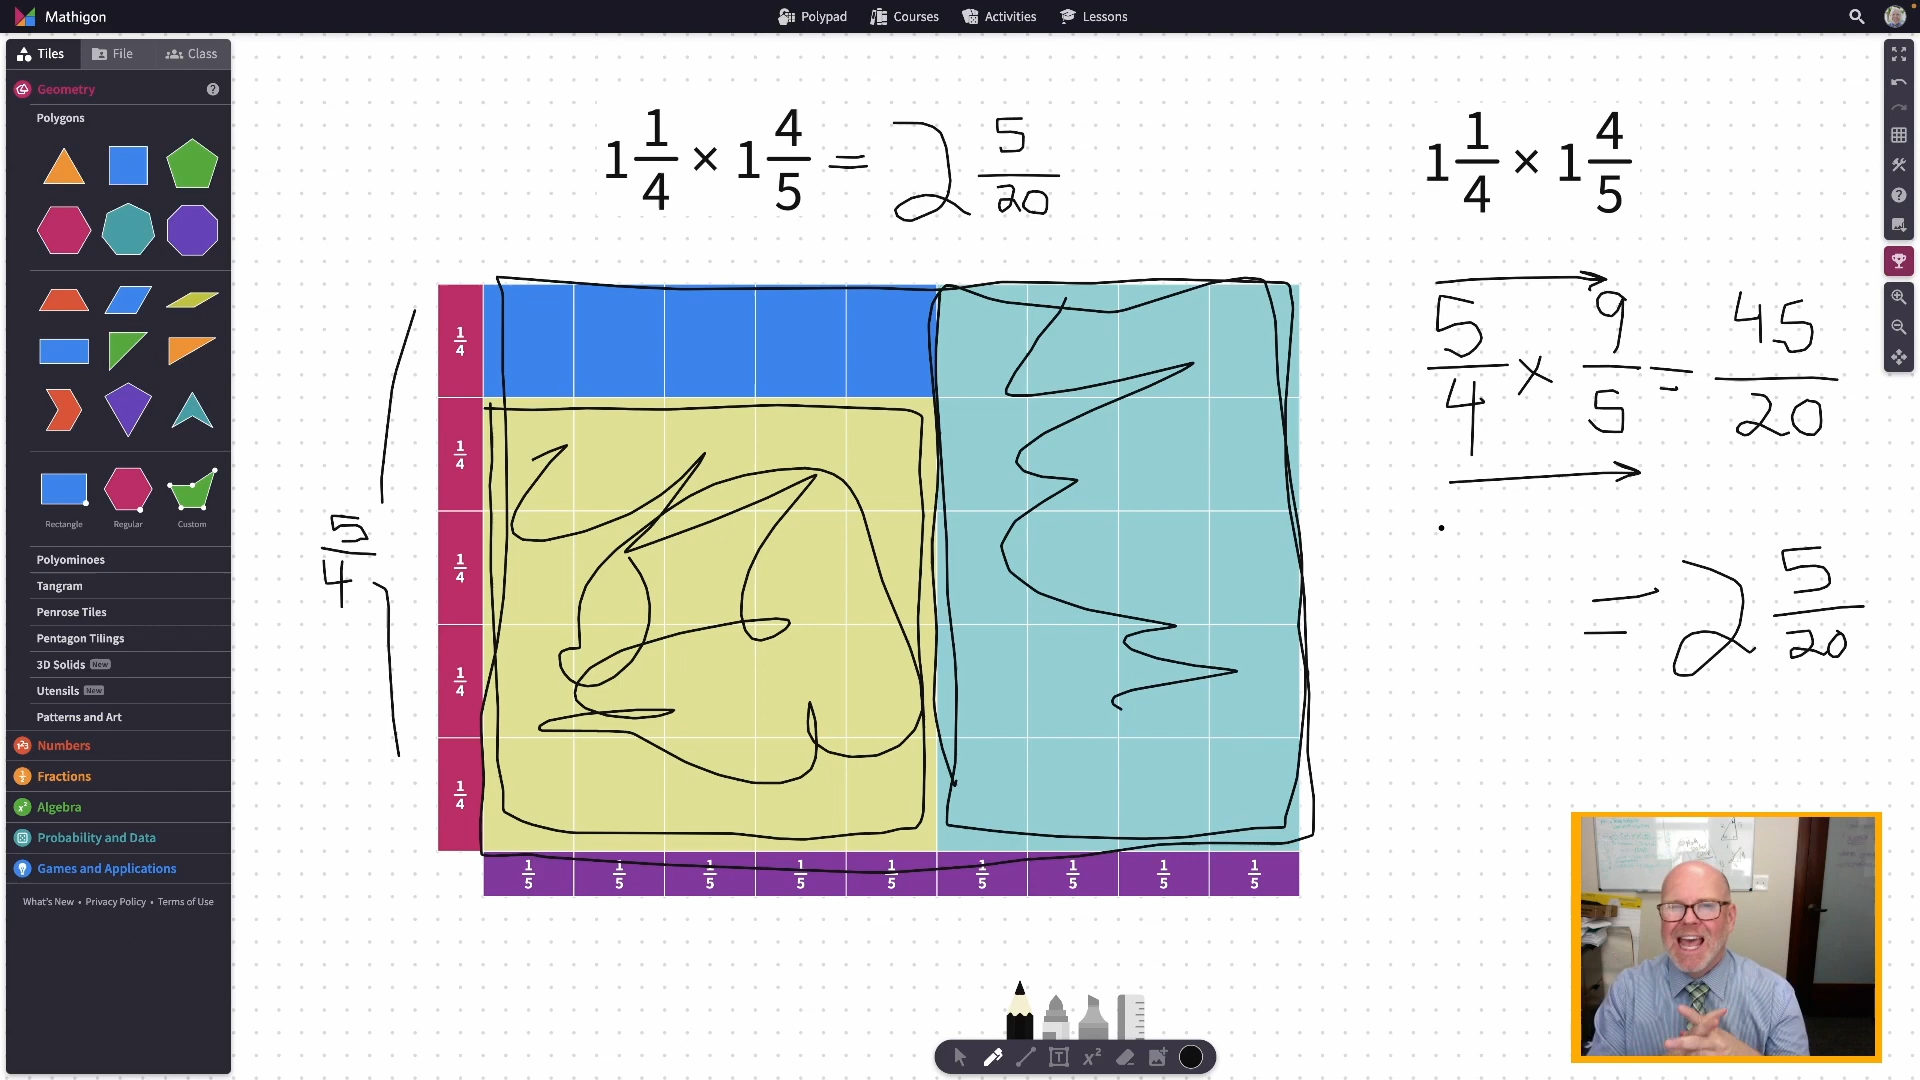 Mathigon
Polypad Courses Activities Lessons
Tiles File Class
Geometry
Polygons
Rectangle Regular Custom
Polyominoes
Tangram
Penrose Tiles
Pentagon Tilings
3D Solids New
Utensils New
Patterns and Art
Numbers
Fractions
Algebra
Probability and Data
Games and Applications
What's New • Privacy Policy • Terms of Use
1 1/4 × 1 4/5 = 2 5/20
1/4
1/4
1/4
1/4
1/4
5/4
1/5 1/5 1/5 1/5 1/5 1/5 1/5 1/5 1/5
1 1/4 × 1 4/5
5/4 × 9/5 = 45/20
= 2 5/20